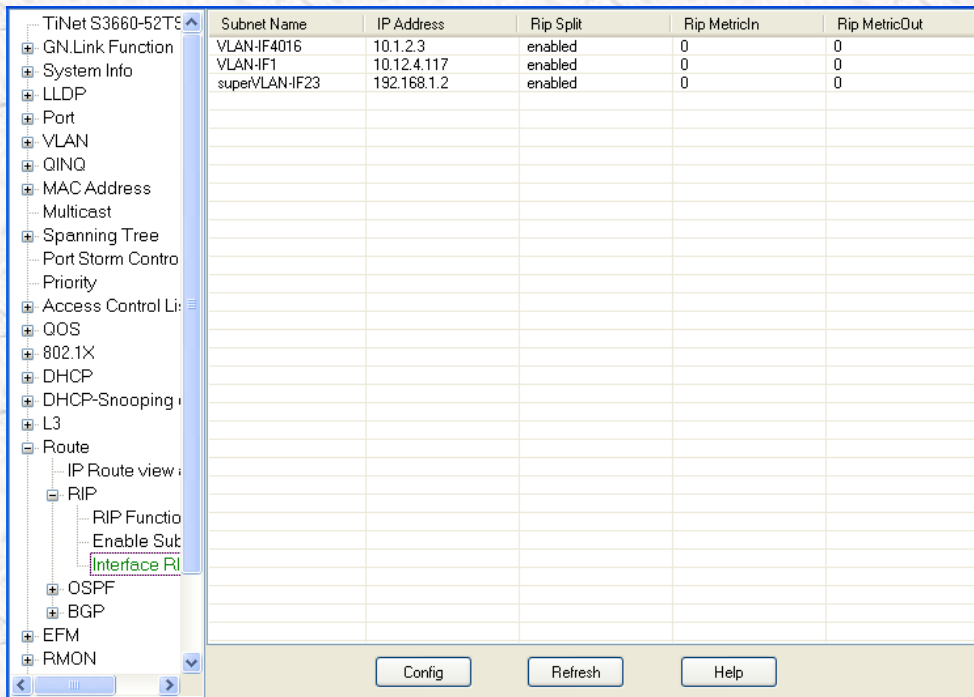 TiNet S3660-52TS
GN.Link Function
System Info
LLDP
Port
VLAN
QINQ
MAC Address
Multicast
Spanning Tree
Port Storm Contro
Priority
Access Control Li
QOS
802.1X
DHCP
DHCP-Snooping
L3
Route
IP Route view
RIP
RIP Functio
Enable Sub
Interface RI
OSPF
BGP
EFM
RMON
Subnet Name IP Address Rip Split Rip MetricIn Rip MetricOut
VLAN-IF4016 10.1.2.3 enabled 0 0
VLAN-IF1 10.12.4.117 enabled 0 0
superVLAN-IF23 192.168.1.2 enabled 0 0
Config Refresh Help